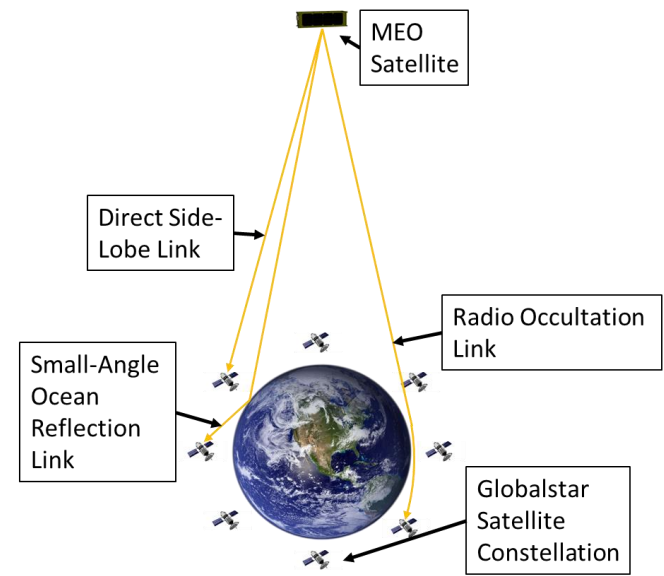 MEO
Satellite
Direct Side-
Lobe Link
Radio Occultation
Link
Small-Angle
Ocean
Reflection
Link
Globalstar
Satellite
Constellation